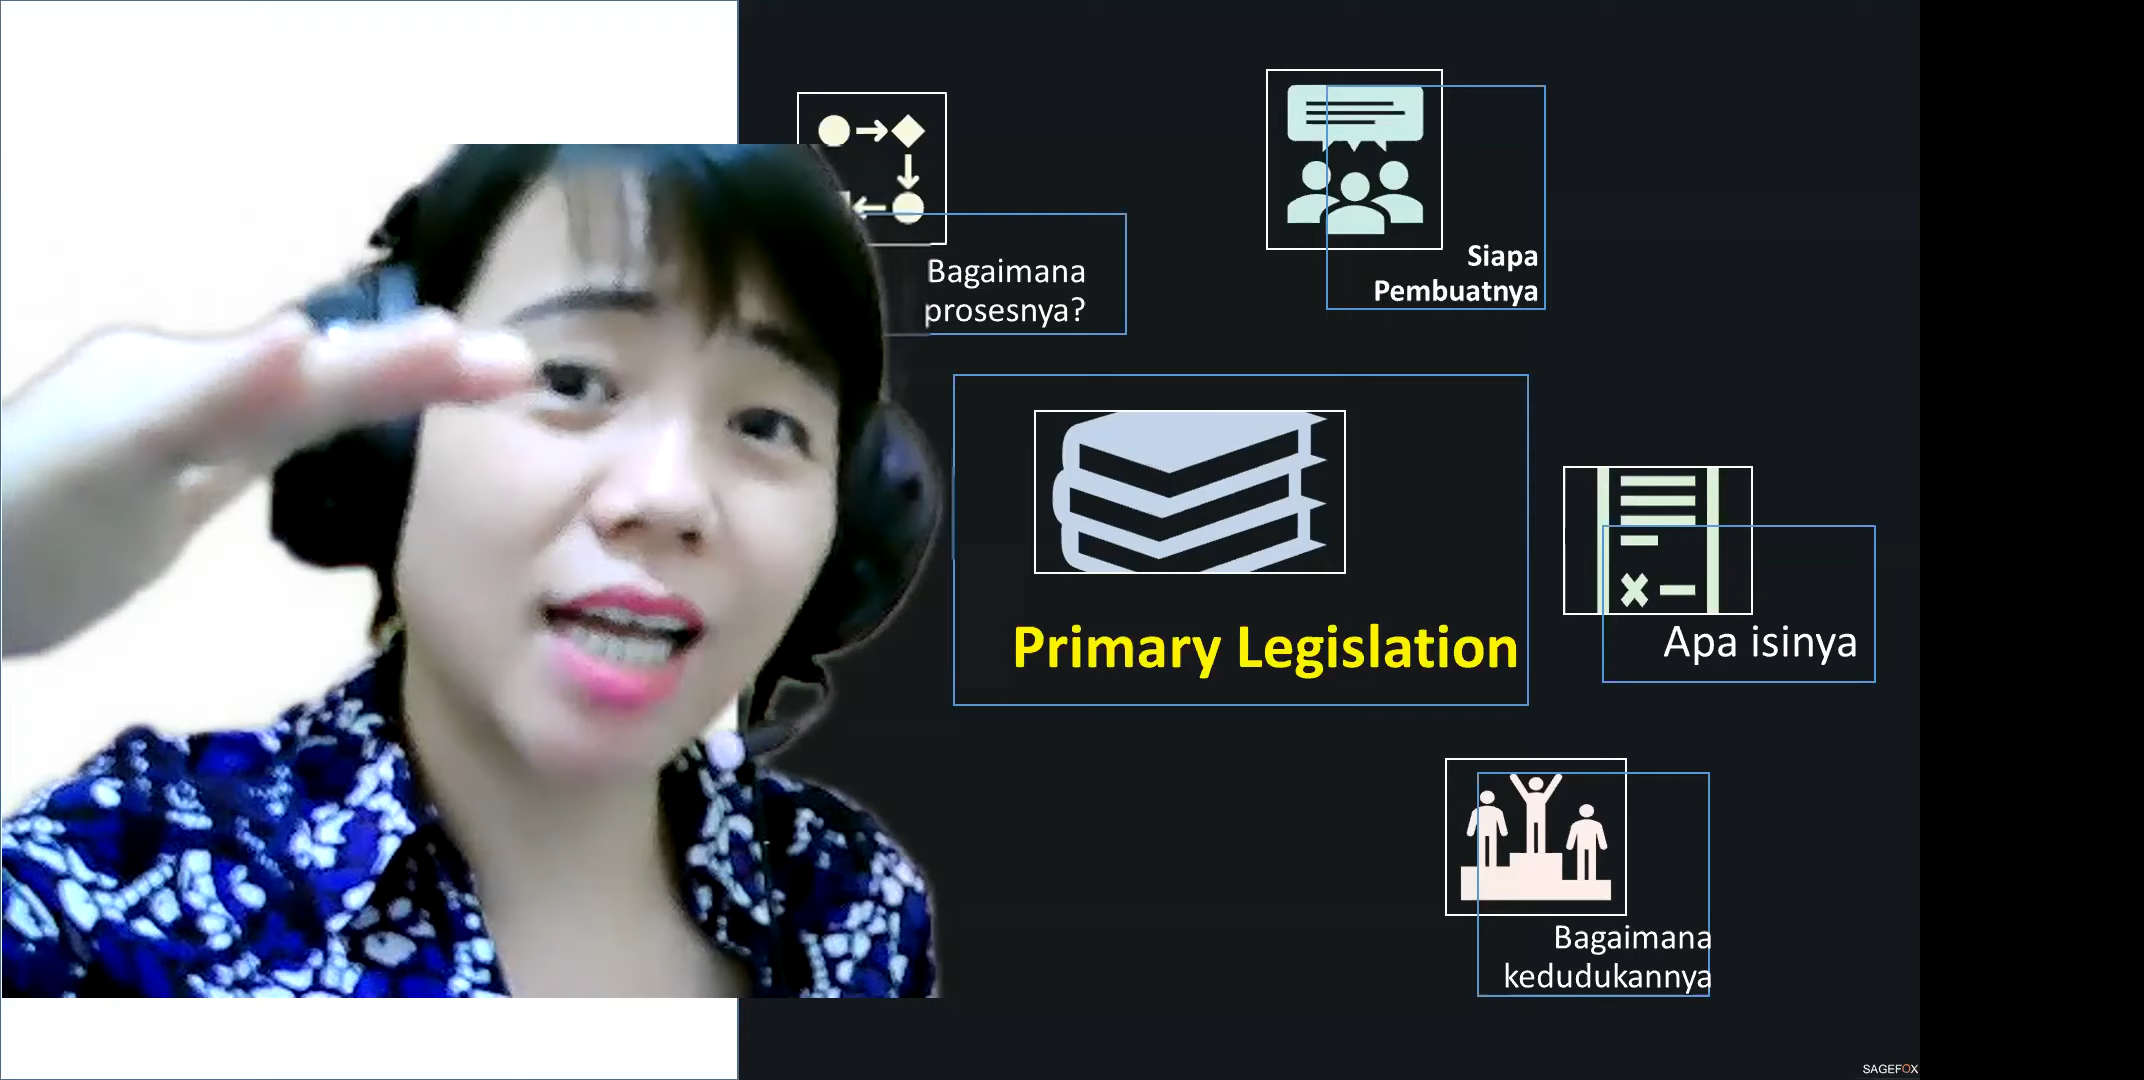 Bagaimana
prosesnya?
Siapa
Pembuatnya
Primary Legislation
Apa isinya
Bagaimana
kedudukannya
SAGEFOX